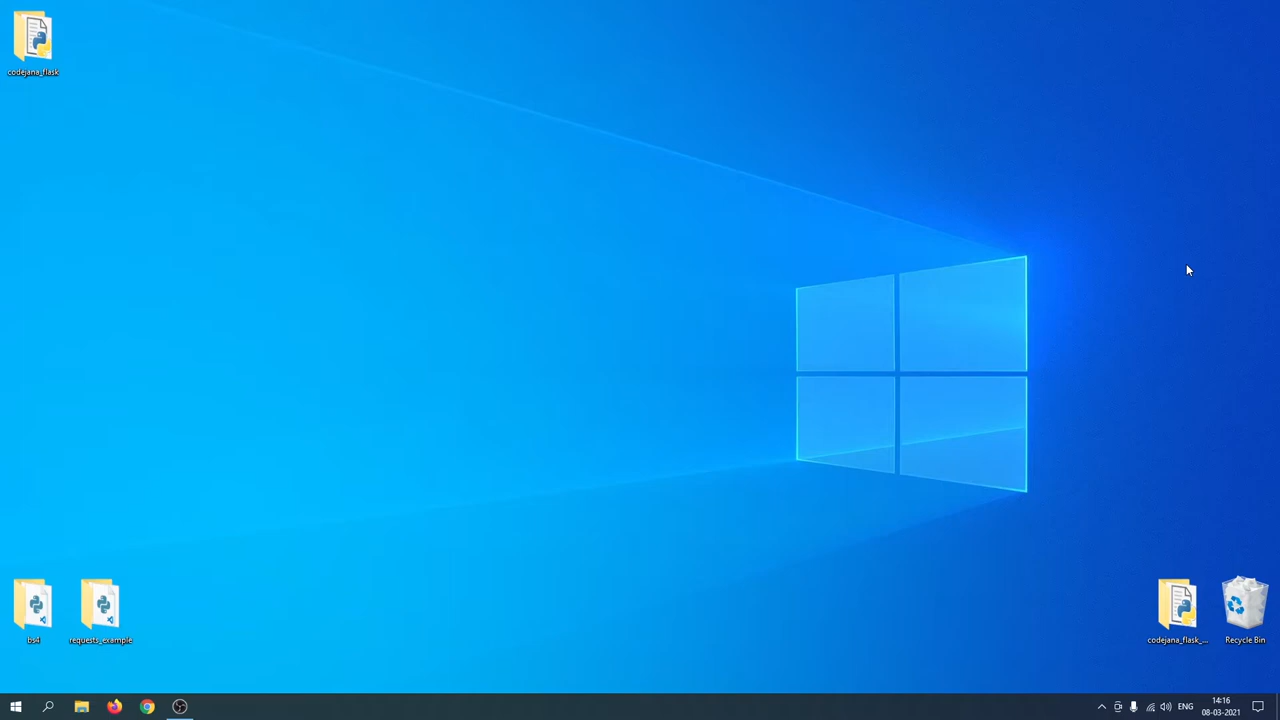 codejana_flask
bs4
requests_example
codejana_flask_...
Recycle Bin
ENG
14:16
08-03-2021